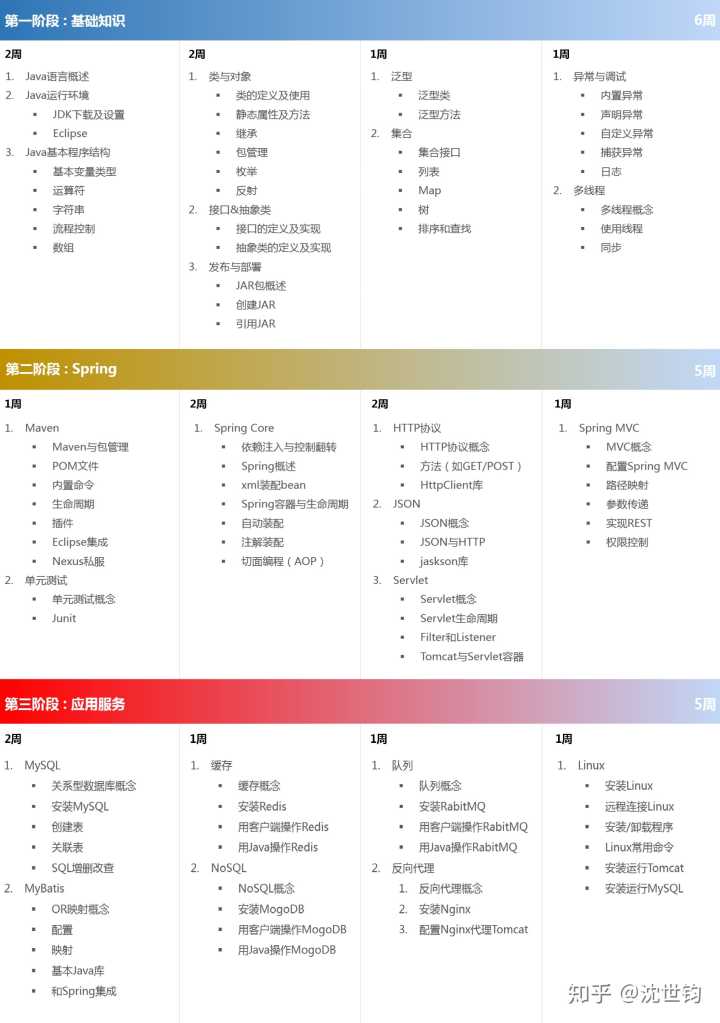 第一阶段：基础知识
6周
2周
1. Java语言概述
2. Java运行环境
▪ JDK下载及设置
▪ Eclipse
3. Java基本程序结构
▪ 基本变量类型
▪ 运算符
▪ 字符串
▪ 流程控制
▪ 数组
2周
1. 类与对象
▪ 类的定义及使用
▪ 静态属性及方法
▪ 继承
▪ 包管理
▪ 枚举
▪ 反射
2. 接口&抽象类
▪ 接口的定义及实现
▪ 抽象类的定义及实现
3. 发布与部署
▪ JAR包概述
▪ 创建JAR
▪ 引用JAR
1周
1. 泛型
▪ 泛型类
▪ 泛型方法
2. 集合
▪ 集合接口
▪ 列表
▪ Map
▪ 树
▪ 排序和查找
1周
1. 异常与调试
▪ 内置异常
▪ 声明异常
▪ 自定义异常
▪ 捕获异常
▪ 日志
2. 多线程
▪ 多线程概念
▪ 使用线程
▪ 同步
第二阶段：Spring
5周
1周
1. Maven
▪ Maven与包管理
▪ POM文件
▪ 内置命令
▪ 生命周期
▪ 插件
▪ Eclipse集成
▪ Nexus私服
2. 单元测试
▪ 单元测试概念
▪ Junit
2周
1. Spring Core
▪ 依赖注入与控制翻转
▪ Spring概述
▪ xml装配bean
▪ Spring容器与生命周期
▪ 自动装配
▪ 注解装配
▪ 切面编程（AOP）
2周
1. HTTP协议
▪ HTTP协议概念
▪ 方法（如GET/POST）
▪ HttpClient库
2. JSON
▪ JSON概念
▪ JSON与HTTP
▪ jaskson库
3. Servlet
▪ Servlet概念
▪ Servlet生命周期
▪ Filter和Listener
▪ Tomcat与Servlet容器
1周
1. Spring MVC
▪ MVC概念
▪ 配置Spring MVC
▪ 路径映射
▪ 参数传递
▪ 实现REST
▪ 权限控制
第三阶段：应用服务
5周
2周
1. MySQL
▪ 关系型数据库概念
▪ 安装MySQL
▪ 创建表
▪ 关联表
▪ SQL增删改查
2. MyBatis
▪ OR映射概念
▪ 配置
▪ 映射
▪ 基本Java库
▪ 和Spring集成
1周
1. 缓存
▪ 缓存概念
▪ 安装Redis
▪ 用客户端操作Redis
▪ 用Java操作Redis
2. NoSQL
▪ NoSQL概念
▪ 安装MogoDB
▪ 用客户端操作MogoDB
▪ 用Java操作MogoDB
1周
1. 队列
▪ 队列概念
▪ 安装RabitMQ
▪ 用客户端操作RabitMQ
▪ 用Java操作RabitMQ
2. 反向代理
1. 反向代理概念
2. 安装Nginx
3. 配置Nginx代理Tomcat
1周
1. Linux
▪ 安装Linux
▪ 远程连接Linux
▪ 安装/卸载程序
▪ Linux常用命令
▪ 安装运行Tomcat
▪ 安装运行MySQL
知乎 @沈世钧